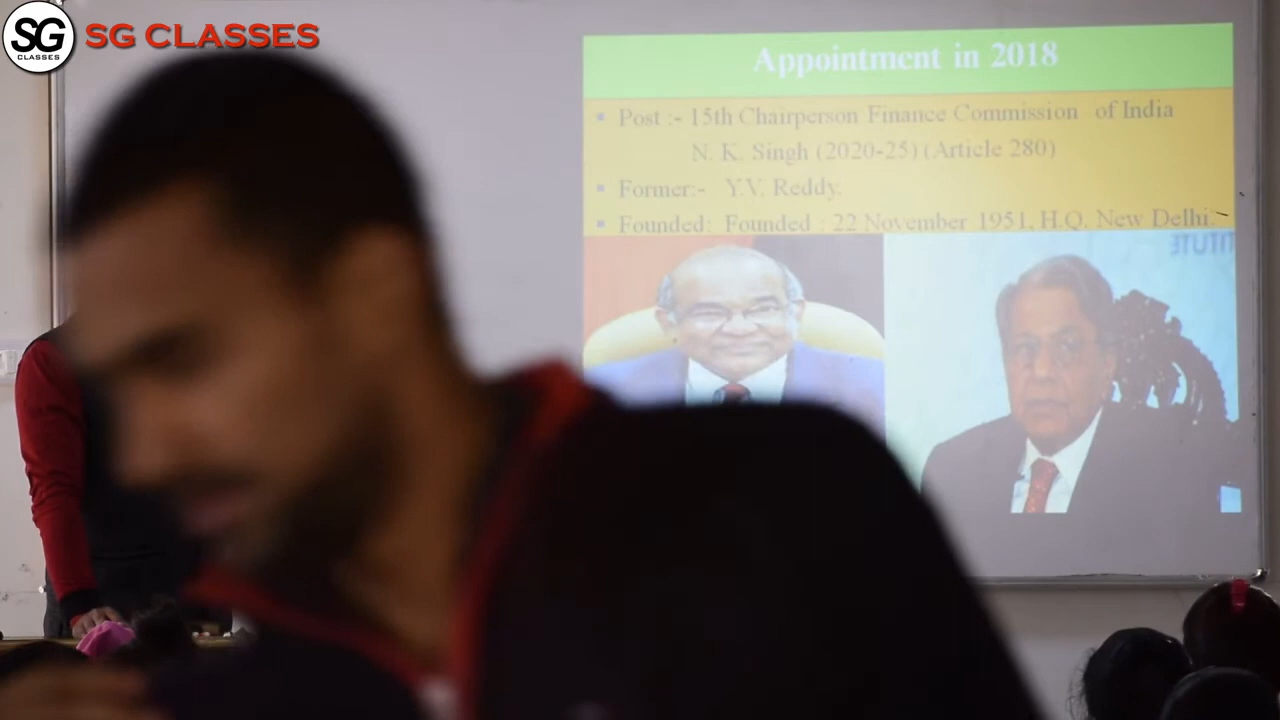 SG
CLASSES
SG CLASSES
Appointment in 2018
▪ Post :- 15th Chairperson Finance Commission of India
N. K. Singh (2020-25) (Article 280)
▪ Former:- Y.V. Reddy.
▪ Founded: Founded : 22 November 1951, H.Q. New Delhi.